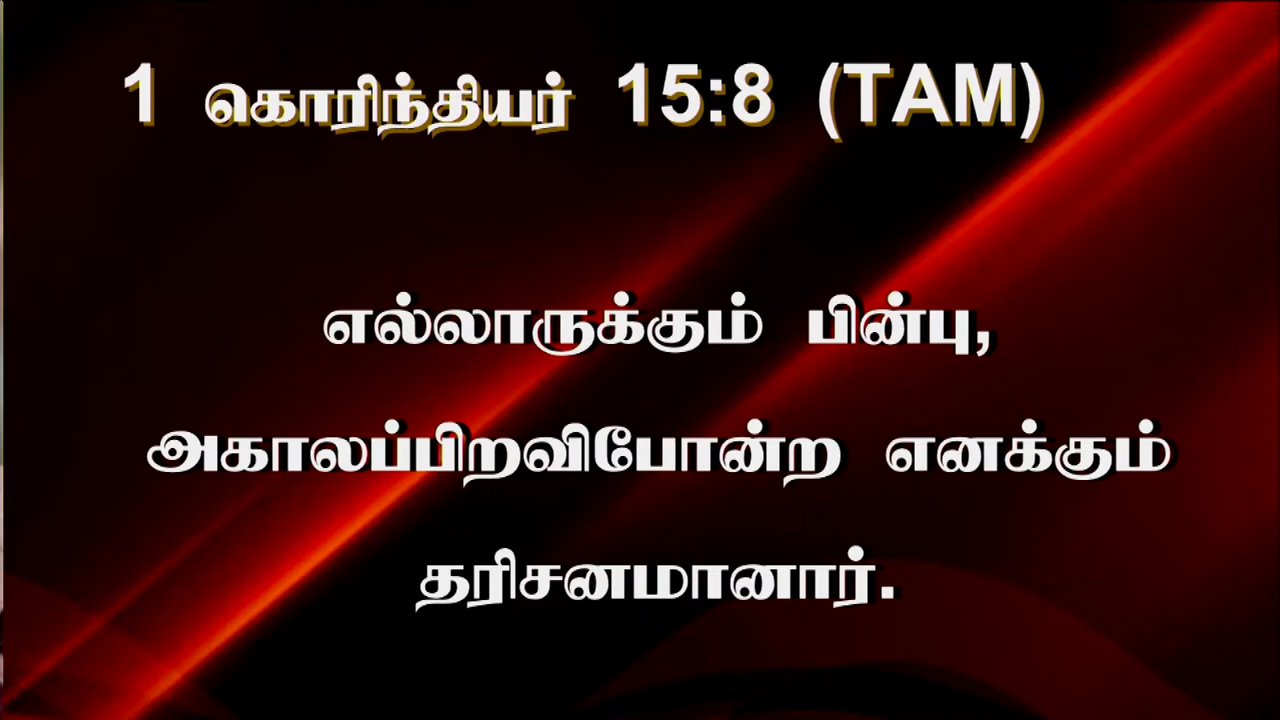 1 கொரிந்தியர் 15:8 (TAM)
எல்லாருக்கும் பின்பு,
அகாலப்பிறவிபோன்ற எனக்கும்
தரிசனமானார்.